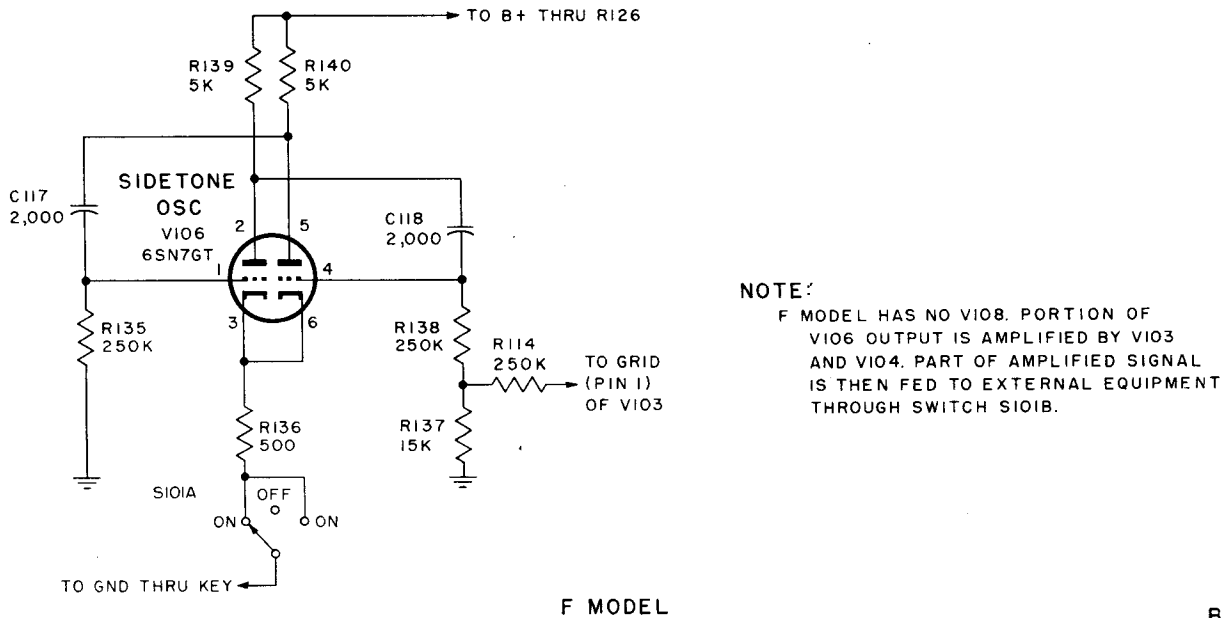 TO B+ THRU R126
R139
5K
R140
5K
C117
2,000
SIDETONE
OSC
V106
6SN7GT
2
5
C118
2,000
1
4
3
6
R135
250K
R138
250K
R114
250K
TO GRID
(PIN 1)
OF V103
R136
500
R137
15K
S101A
OFF
ON
ON
TO GND THRU KEY
NOTE:
F MODEL HAS NO V108. PORTION OF
V106 OUTPUT IS AMPLIFIED BY V103
AND V104. PART OF AMPLIFIED SIGNAL
IS THEN FED TO EXTERNAL EQUIPMENT
THROUGH SWITCH S101B.
F MODEL
B